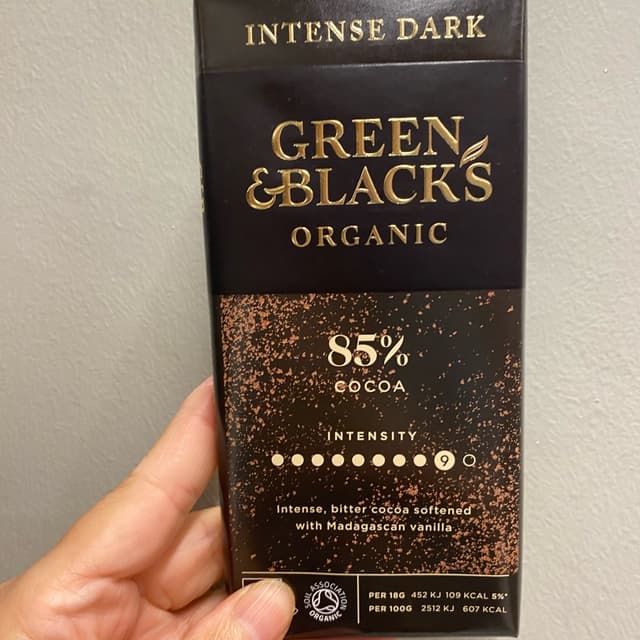 INTENSE DARK
GREEN
&BLACK'S
ORGANIC
85%
COCOA
INTENSITY
9
Intense, bitter cocoa softened
with Madagascan vanilla
SOIL ASSOCIATION
ORGANIC
PER 18G 452 KJ 109 KCAL 5%*
PER 100G 2512 KJ 607 KCAL